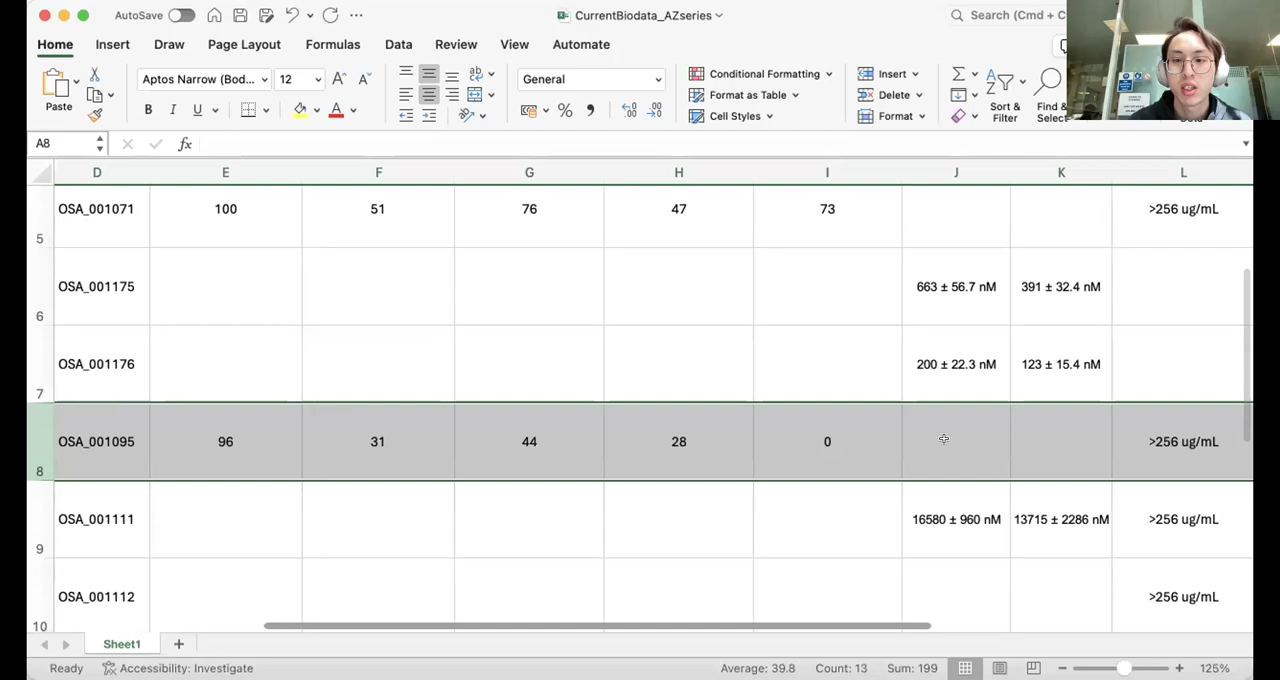 AutoSave
CurrentBiodata_AZseries
Search (Cmd + C
Home Insert Draw Page Layout Formulas Data Review View Automate
Paste
Aptos Narrow (Bod... 12
B I U
General
Conditional Formatting
Format as Table
Cell Styles
Insert
Delete
Format
Sort &
Filter
Find &
Select
A8 fx
D E F G H I J K L
5 OSA_001071 100 51 76 47 73 >256 ug/mL
6 OSA_001175 663 ± 56.7 nM 391 ± 32.4 nM
7 OSA_001176 200 ± 22.3 nM 123 ± 15.4 nM
8 OSA_001095 96 31 44 28 0 >256 ug/mL
9 OSA_001111 16580 ± 960 nM 13715 ± 2286 nM >256 ug/mL
10 OSA_001112 >256 ug/mL
Sheet1
Ready Accessibility: Investigate Average: 39.8 Count: 13 Sum: 199 125%